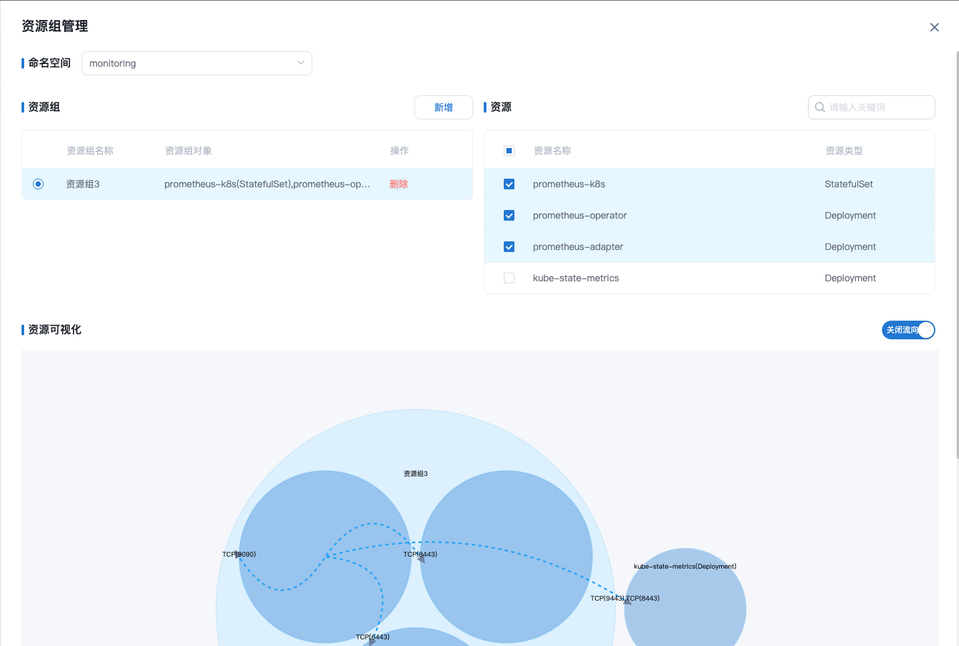 资源组管理
命名空间 monitoring
资源组 新增
资源组名称 资源组对象 操作
资源组3 prometheus-k8s(StatefulSet),prometheus-op... 删除
资源 请输入关键词
资源名称 资源类型
prometheus-k8s StatefulSet
prometheus-operator Deployment
prometheus-adapter Deployment
kube-state-metrics Deployment
资源可视化 关闭流向
资源组3
TCP(9090) TCP(8443)
kube-state-metrics(Deployment)
TCP(9443),TCP(8443)
TCP(6443)